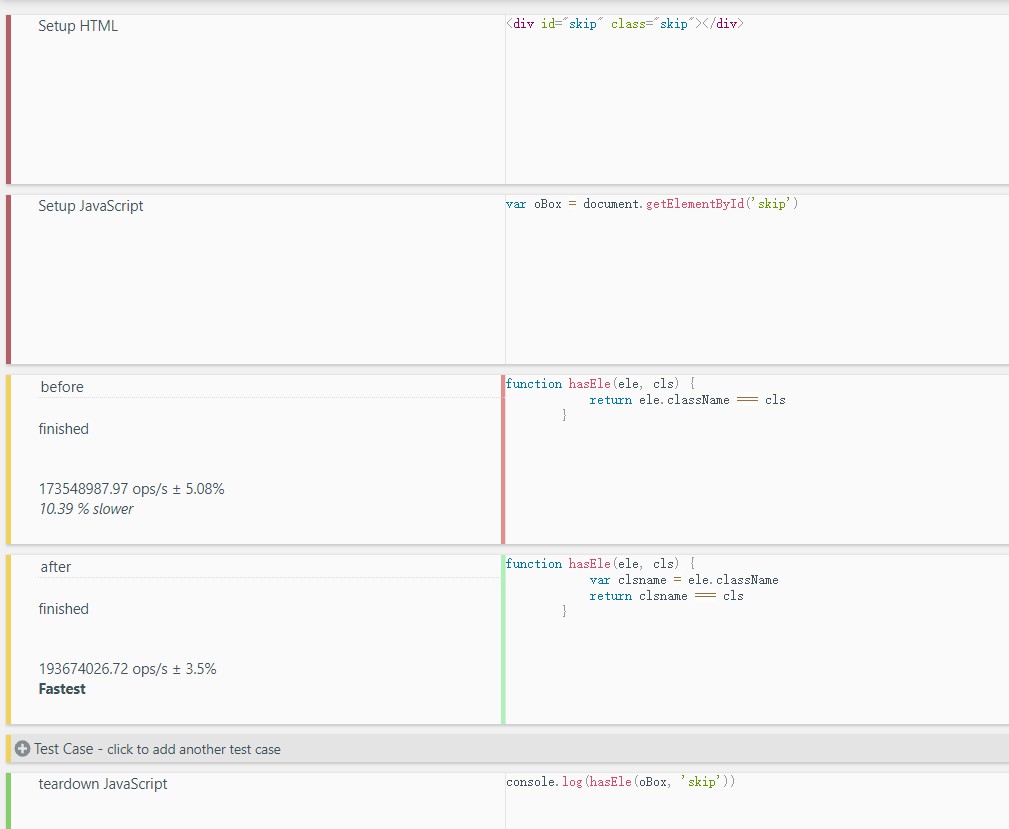 Setup HTML
<div id="skip" class="skip"></div>
Setup JavaScript
var oBox = document.getElementById('skip')
before
finished
173548987.97 ops/s ± 5.08%
10.39 % slower
function hasEle(ele, cls) {
return ele.className === cls
}
after
finished
193674026.72 ops/s ± 3.5%
Fastest
function hasEle(ele, cls) {
var clsname = ele.className
return clsname === cls
}
Test Case - click to add another test case
teardown JavaScript
console.log(hasEle(oBox, 'skip'))